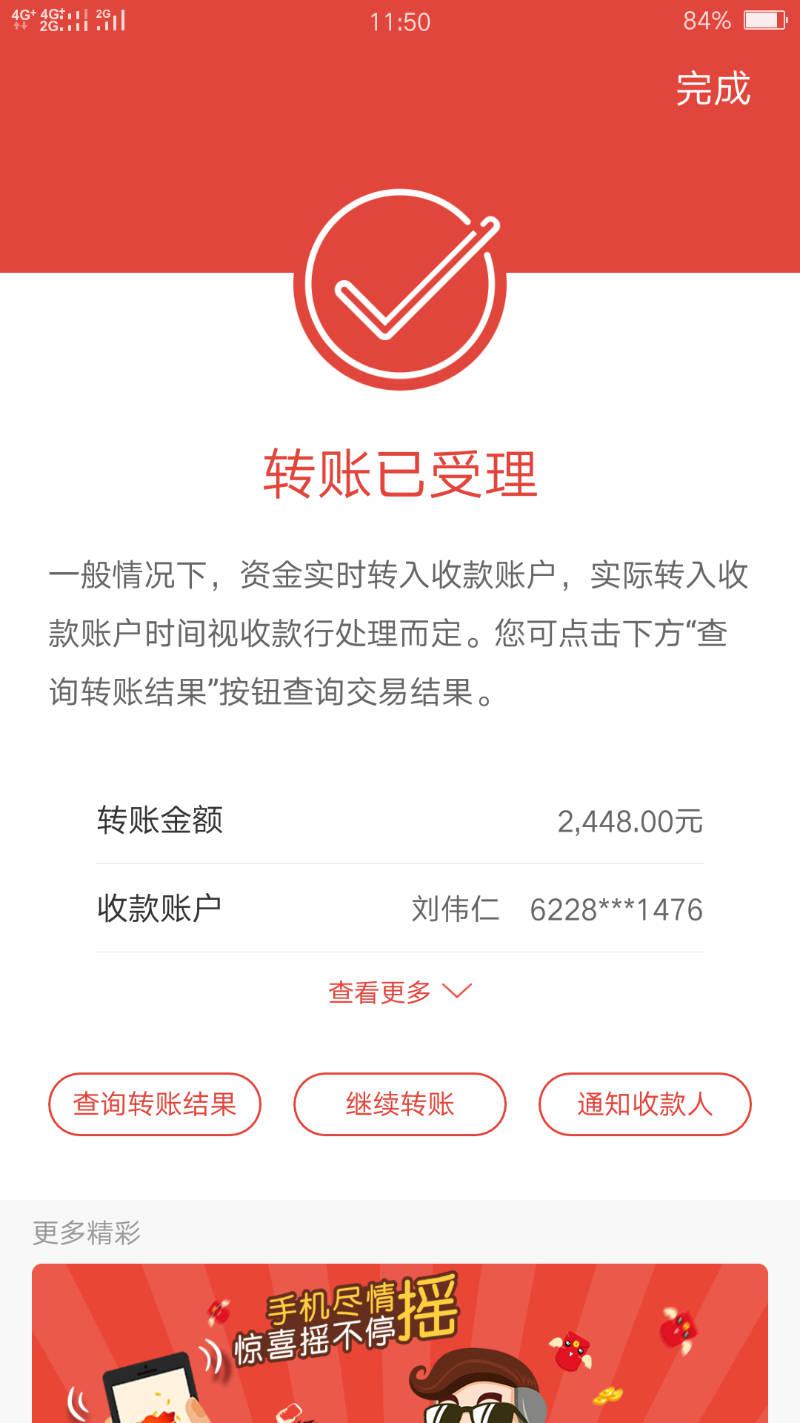 4G+ 4G+ 2G 2G 11:50 84%
完成
转账已受理
一般情况下，资金实时转入收款账户，实际转入收
款账户时间视收款行处理而定。您可点击下方“查
询转账结果”按钮查询交易结果。
转账金额 2,448.00元
收款账户 刘伟仁 6228***1476
查看更多
查询转账结果 继续转账 通知收款人
更多精彩
手机尽情摇
惊喜摇不停